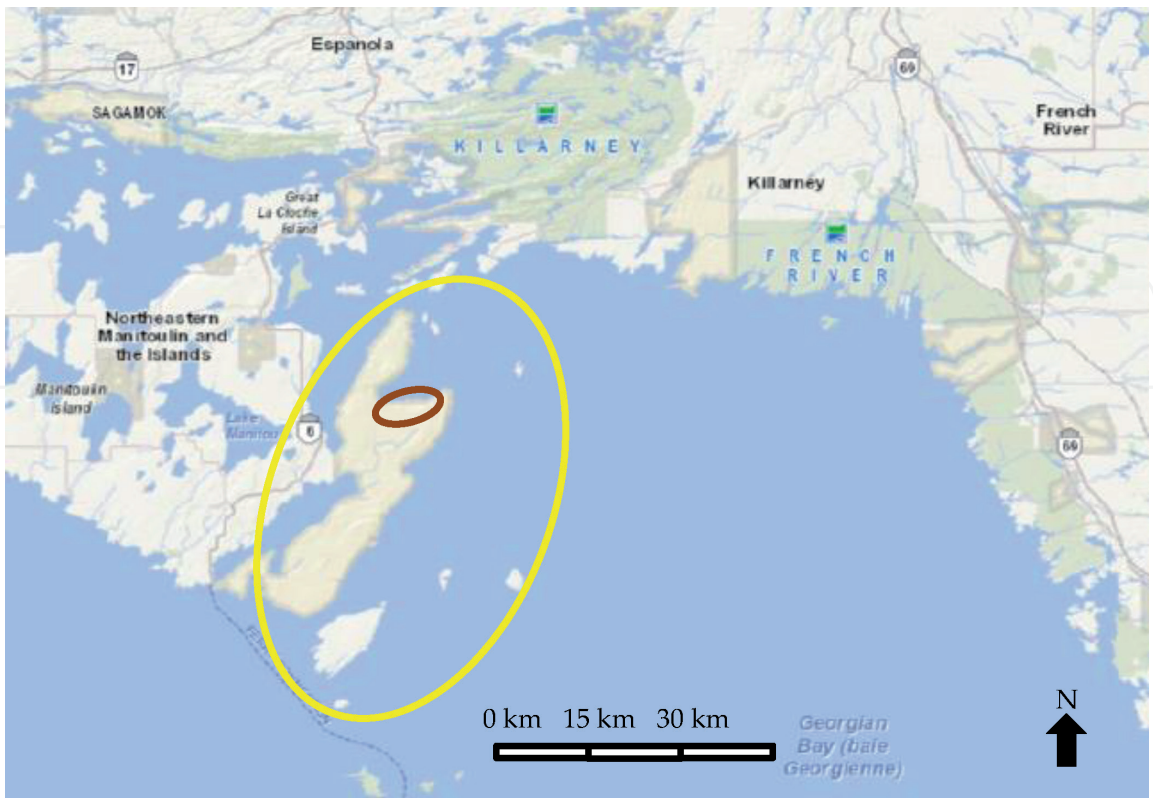 Espanola
17
69
SAGAMOK
French
River
KILLARNEY
Killarney
Great
La Cloche
Island
FRENCH
RIVER
Northeastern
Manitoulin and
the Islands
Manitoulin
island
Lake
6
69
0 km 15 km 30 km
N
Georgian
Bay (baie
Georgienne)